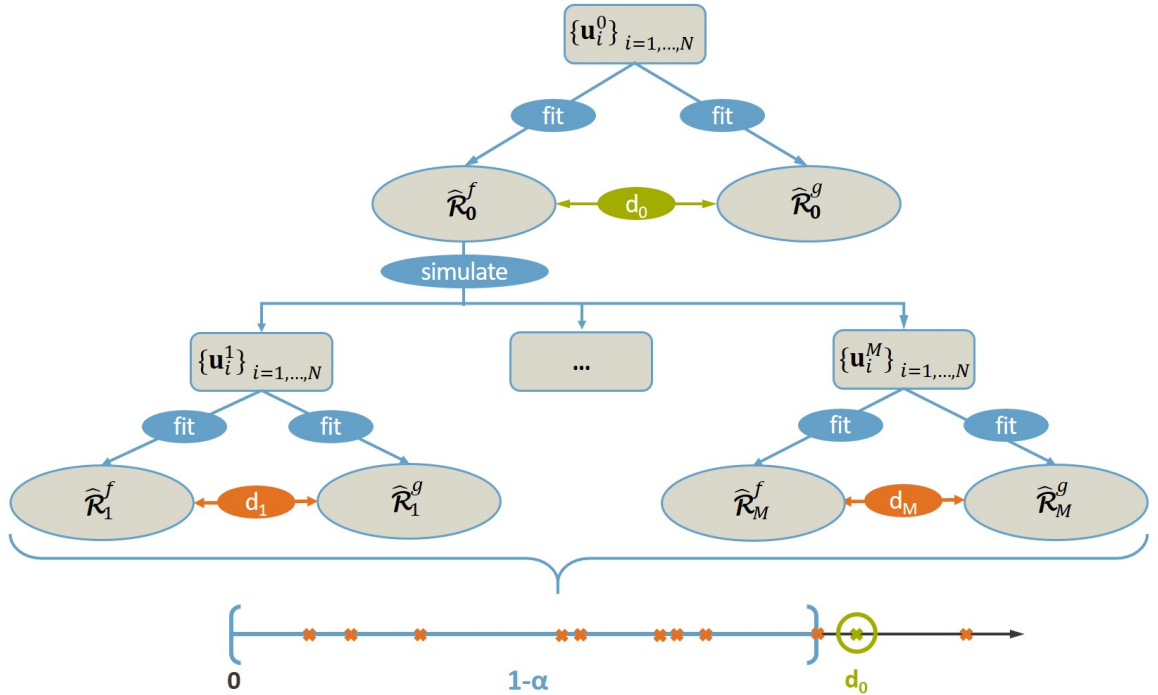 {u_i^0} i=1,…,N
fit fit
R̂_0^f d_0 R̂_0^g
simulate
{u_i^1} i=1,…,N … {u_i^M} i=1,…,N
fit fit fit fit
R̂_1^f d_1 R̂_1^g R̂_M^f d_M R̂_M^g
0 1-α d_0